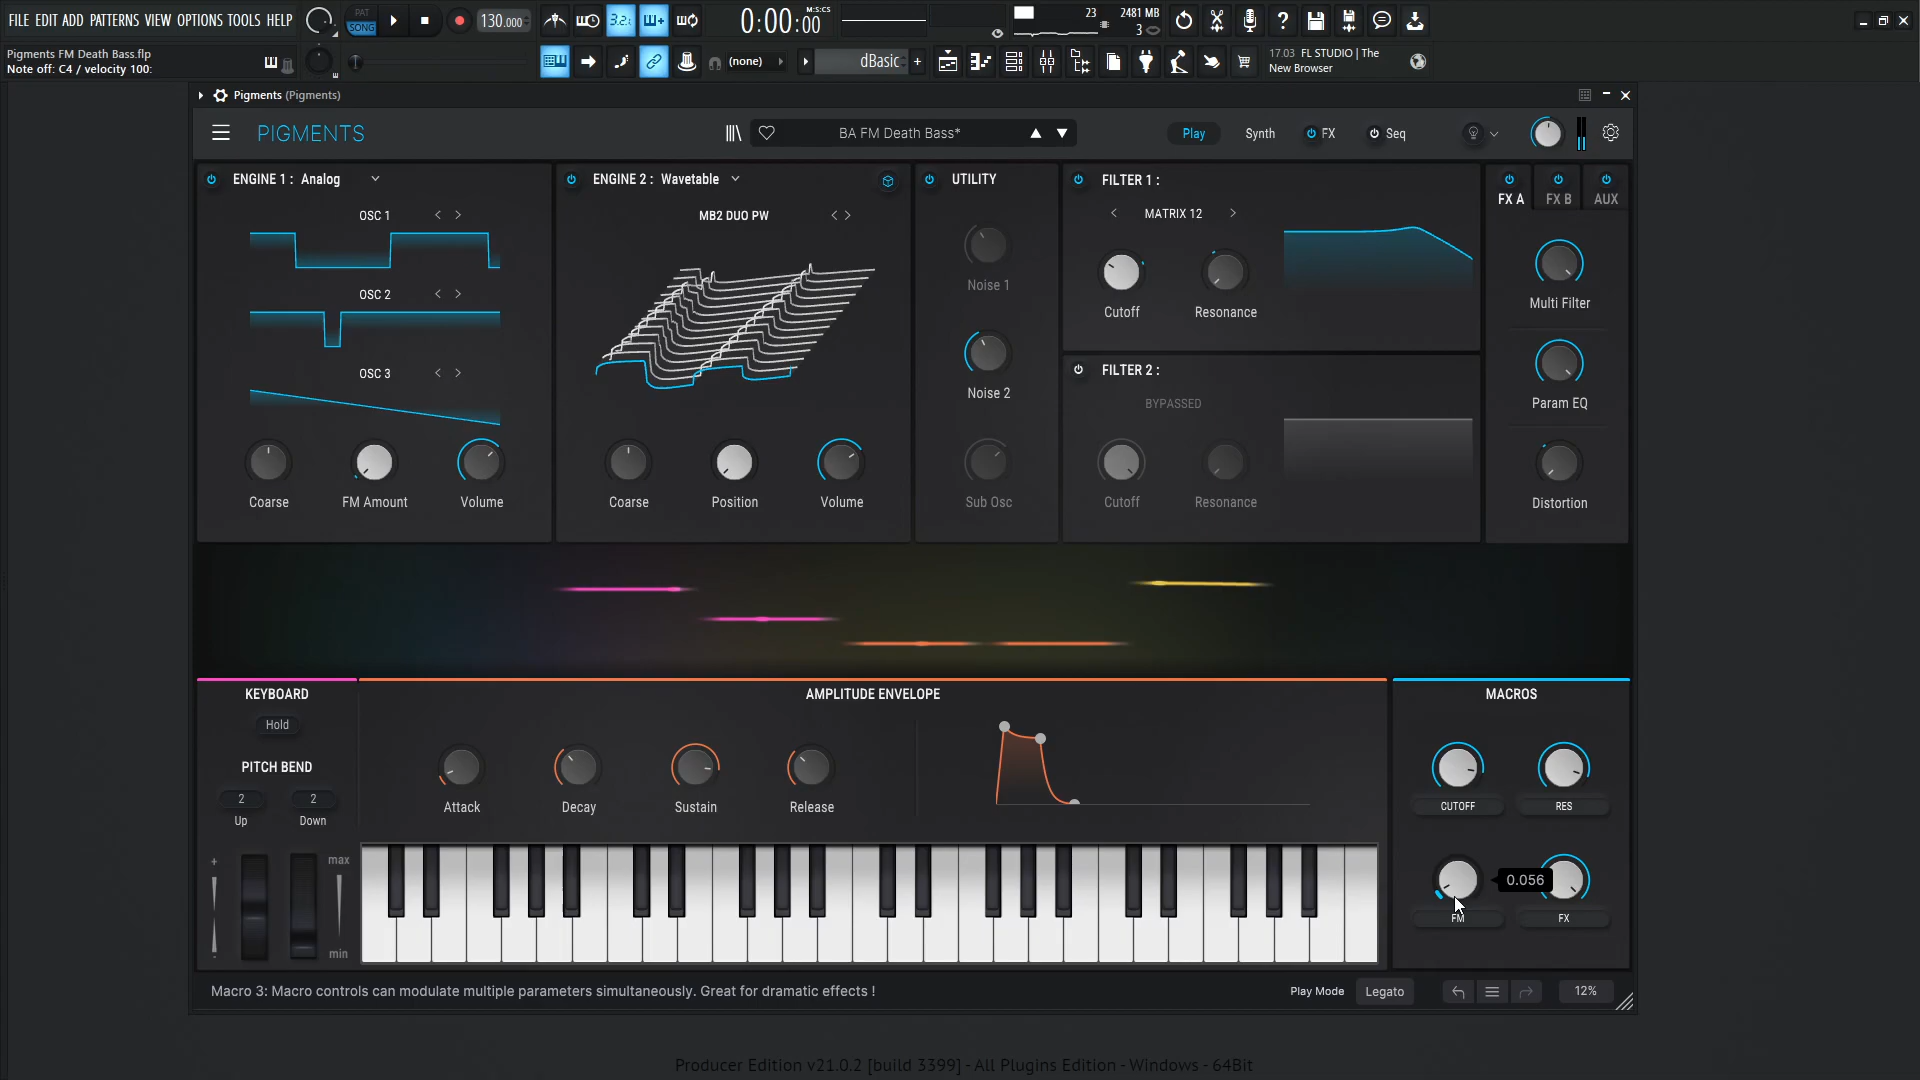 FILE EDIT ADD PATTERNS VIEW OPTIONS TOOLS HELP
PAT
SONG
130.000
3.2.
0:00:00
M:S:CS
23
2481 MB
3
Pigments FM Death Bass.flp
Note off: C4 / velocity 100:
(none)
dBasic
17.03 FL STUDIO | The
New Browser
Pigments (Pigments)
PIGMENTS
BA FM Death Bass*
Play
Synth
FX
Seq
ENGINE 1 : Analog
ENGINE 2 : Wavetable
UTILITY
FILTER 1 :
FX A
FX B
AUX
OSC 1
MB2 DUO PW
MATRIX 12
Noise 1
Cutoff
Resonance
Multi Filter
OSC 2
OSC 3
FILTER 2 :
BYPASSED
Noise 2
Param EQ
Coarse
FM Amount
Volume
Coarse
Position
Volume
Sub Osc
Cutoff
Resonance
Distortion
KEYBOARD
AMPLITUDE ENVELOPE
MACROS
Hold
PITCH BEND
2
2
Up
Down
Attack
Decay
Sustain
Release
CUTOFF
RES
+
max
-
min
0.056
FM
FX
Macro 3: Macro controls can modulate multiple parameters simultaneously. Great for dramatic effects !
Play Mode
Legato
12%
Producer Edition v21.0.2 [build 3399] - All Plugins Edition - Windows - 64Bit